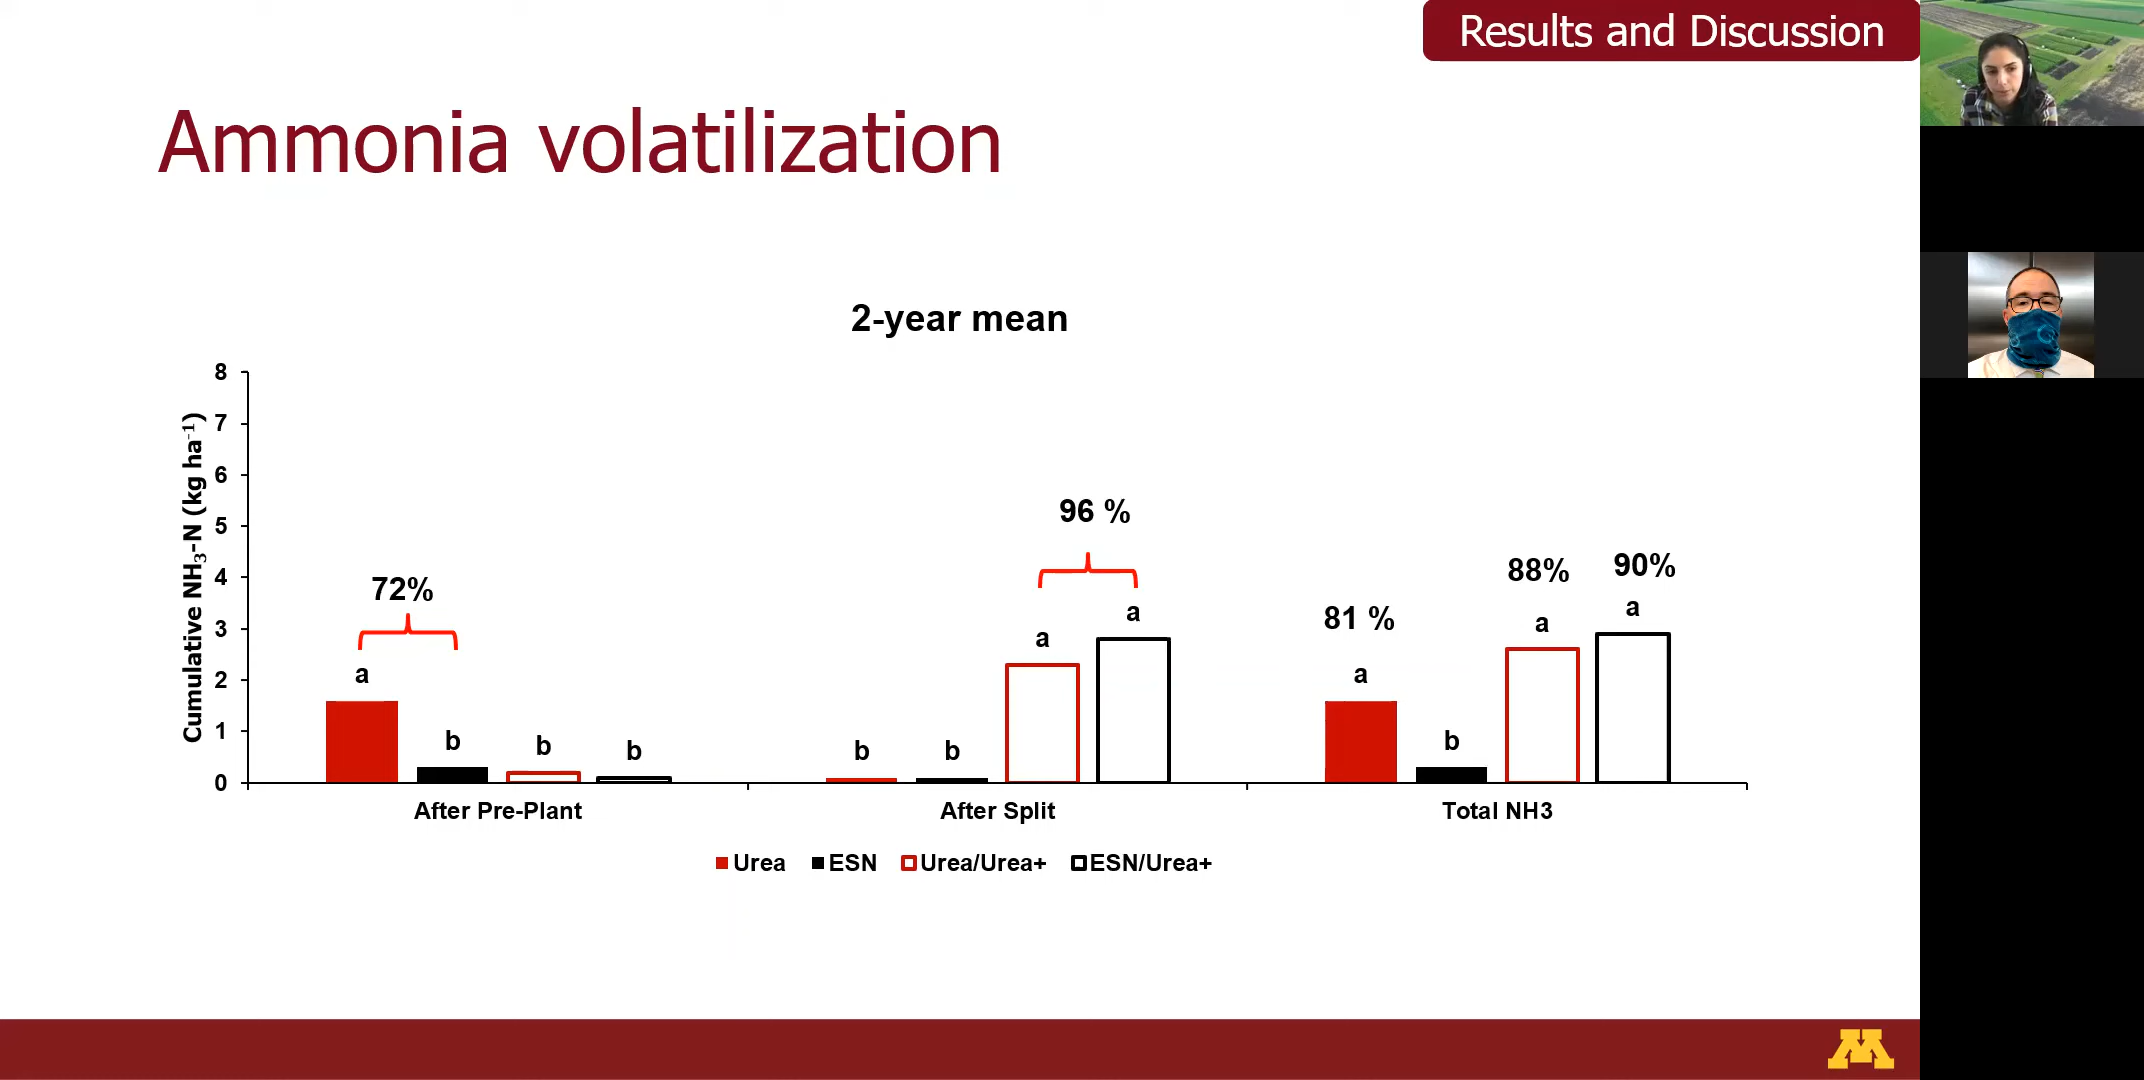 Results and Discussion
Ammonia volatilization
2-year mean
Cumulative NH₃-N (kg ha⁻¹)
8
7
6
5
4
3
2
1
0
72%
a
b
b
b
96 %
b
b
a
a
81 %
88%
90%
a
b
a
a
After Pre-Plant
After Split
Total NH3
Urea ESN Urea/Urea+ ESN/Urea+
M